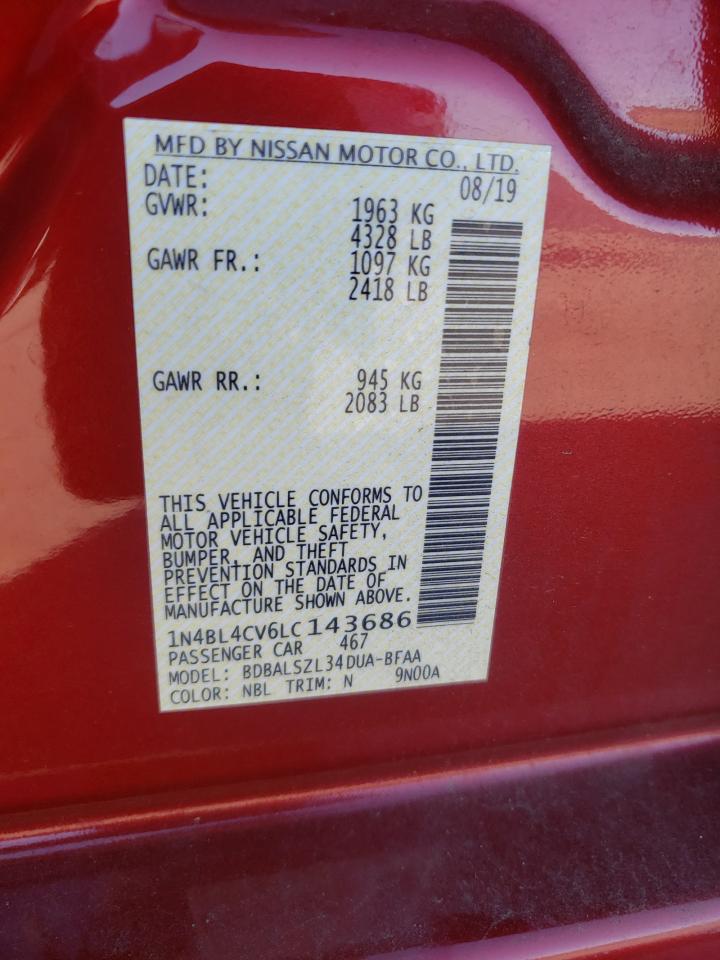 MFD BY NISSAN MOTOR CO., LTD.
DATE: 08/19
GVWR: 1963 KG
4328 LB
GAWR FR.: 1097 KG
2418 LB
GAWR RR.: 945 KG
2083 LB
THIS VEHICLE CONFORMS TO
ALL APPLICABLE FEDERAL
MOTOR VEHICLE SAFETY,
BUMPER, AND THEFT
PREVENTION STANDARDS IN
EFFECT ON THE DATE OF
MANUFACTURE SHOWN ABOVE.
1N4BL4CV6LC143686
PASSENGER CAR 467
MODEL: BDBALSZL34DUA-BFAA
COLOR: NBL TRIM: N 9N00A